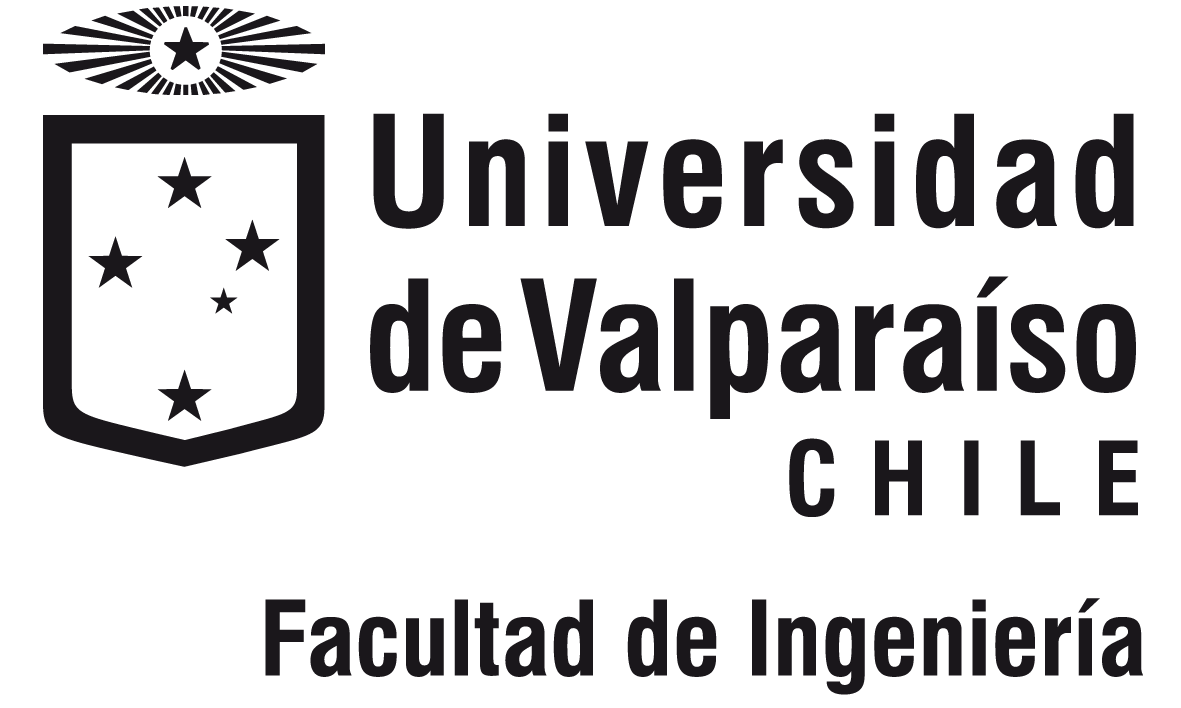 Universidad
de Valparaíso
CHILE
Facultad de Ingeniería